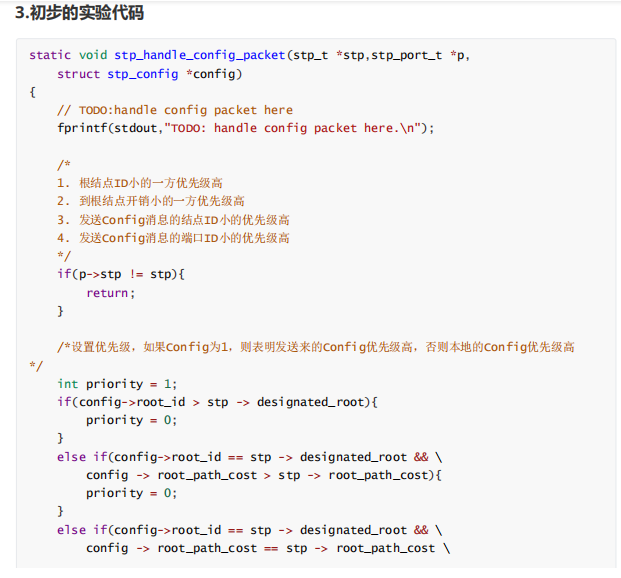 3.初步的实验代码
static void stp_handle_config_packet(stp_t *stp,stp_port_t *p,
    struct stp_config *config)
{
    // TODO:handle config packet here
    fprintf(stdout,"TODO: handle config packet here.\n");
    /*
    1. 根结点ID小的一方优先级高
    2. 到根结点开销小的一方优先级高
    3. 发送Config消息的结点ID小的优先级高
    4. 发送Config消息的端口ID小的优先级高
    */
    if(p->stp != stp){
        return;
    }
    /*设置优先级，如果Config为1，则表明发送来的Config优先级高，否则本地的Config优先级高
*/
    int priority = 1;
    if(config->root_id > stp -> designated_root){
        priority = 0;
    }
    else if(config->root_id == stp -> designated_root && \
        config -> root_path_cost > stp -> root_path_cost){
        priority = 0;
    }
    else if(config->root_id == stp -> designated_root && \
        config -> root_path_cost == stp -> root_path_cost \